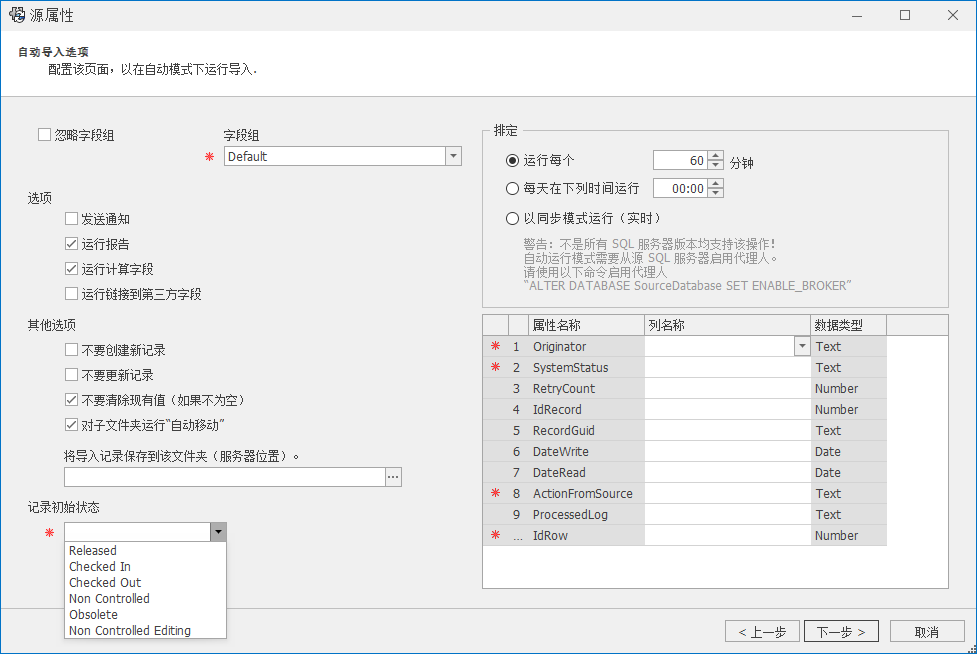 源属性
自动导入选项
配置该页面，以在自动模式下运行导入.
忽略字段组
字段组
* Default
选项
发送通知
运行报告
运行计算字段
运行链接到第三方字段
其他选项
不要创建新记录
不要更新记录
不要清除现有值（如果不为空）
对子文件夹运行“自动移动”
将导入记录保存到该文件夹（服务器位置）。
...
记录初始状态
*
Released
Checked In
Checked Out
Non Controlled
Obsolete
Non Controlled Editing
排定
运行每个 60 分钟
每天在下列时间运行 00:00
以同步模式运行（实时）
警告：不是所有 SQL 服务器版本均支持该操作！
自动运行模式需要从源 SQL 服务器启用代理人。
请使用以下命令启用代理人
“ALTER DATABASE SourceDatabase SET ENABLE_BROKER”
属性名称 列名称 数据类型
* 1 Originator Text
* 2 SystemStatus Text
3 RetryCount Number
4 IdRecord Number
5 RecordGuid Text
6 DateWrite Date
7 DateRead Date
* 8 ActionFromSource Text
9 ProcessedLog Text
* ... IdRow Number
< 上一步 下一步 > 取消